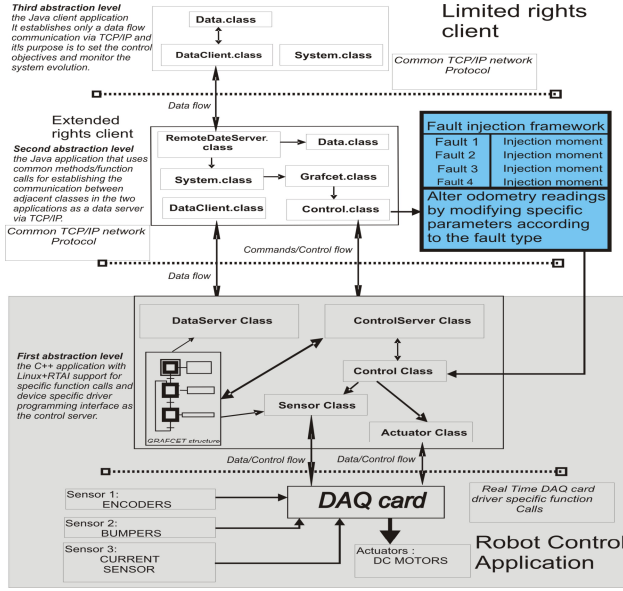 Third abstraction level
the Java client application
It establishes only a data flow
communication via TCP/IP and
itls purpose is to set the control
objectives and monitor the
system evolution.
Data.class
DataClient.class
System.class
Limited rights
client
Common TCP/IP network
Protocol
Data flow
Extended
rights client
Second abstraction level
the Java application that uses
common methods/function
calls for establishing the
communication between
adjacent classes in the two
applications as a data server
via TCP/IP.
Common TCP/IP network
Protocol
RemoteDateServer.
class
Data.class
System.class
Grafcet.class
DataClient.class
Control.class
Fault injection framework
Fault 1 Injection moment
Fault 2 Injection moment
Fault 3 Injection moment
Fault 4 Injection moment
Alter odometry readings
by modifying specific
parameters according
to the fault type
Commands/Control flow
Data flow
DataServer Class
ControlServer Class
First abstraction level
the C++ application with
Linux+RTAI support for
specific function calls and
device specific driver
programming interface as
the control server.
Control Class
Sensor Class
Actuator Class
GRAFCET structure
Data/Control flow
Data/Control flow
Sensor 1:
ENCODERS
Sensor 2:
BUMPERS
Sensor 3:
CURRENT
SENSOR
DAQ card
Real Time DAQ card
driver specific function
Calls
Actuators :
DC MOTORS
Robot Control
Application